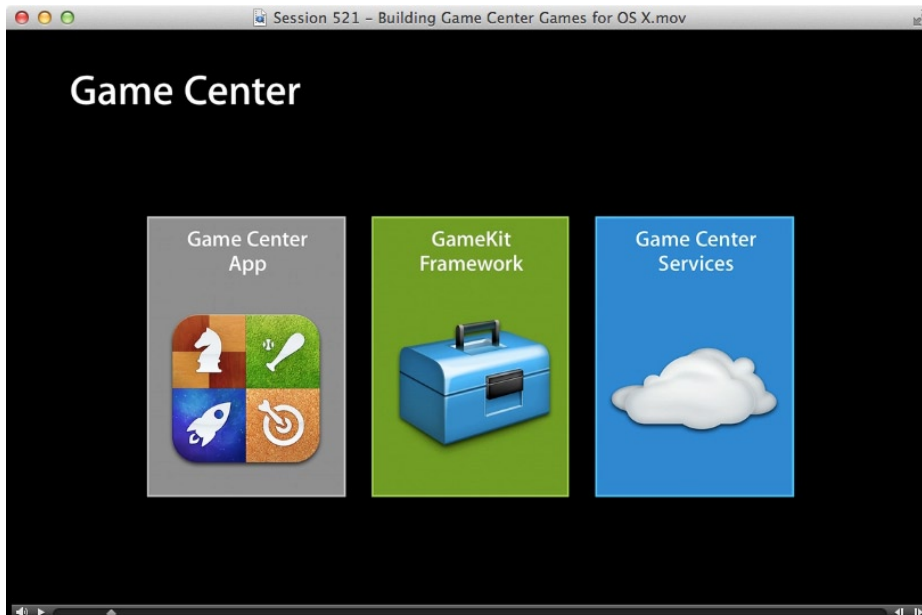 Session 521 – Building Game Center Games for OS X.mov
Game Center
Game Center
App
GameKit
Framework
Game Center
Services